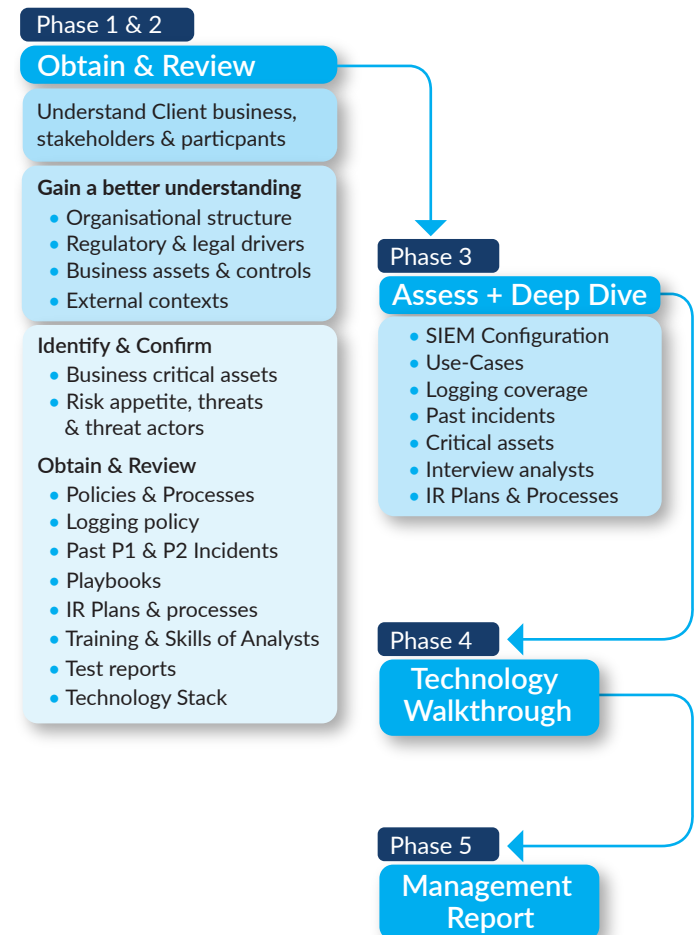 Phase 1 & 2
Obtain & Review
Understand Client business,
stakeholders & particpants
Gain a better understanding
• Organisational structure
• Regulatory & legal drivers
• Business assets & controls
• External contexts
Identify & Confirm
• Business critical assets
• Risk appetite, threats
& threat actors
Obtain & Review
• Policies & Processes
• Logging policy
• Past P1 & P2 Incidents
• Playbooks
• IR Plans & processes
• Training & Skills of Analysts
• Test reports
• Technology Stack
Phase 3
Assess + Deep Dive
• SIEM Configuration
• Use-Cases
• Logging coverage
• Past incidents
• Critical assets
• Interview analysts
• IR Plans & Processes
Phase 4
Technology
Walkthrough
Phase 5
Management
Report